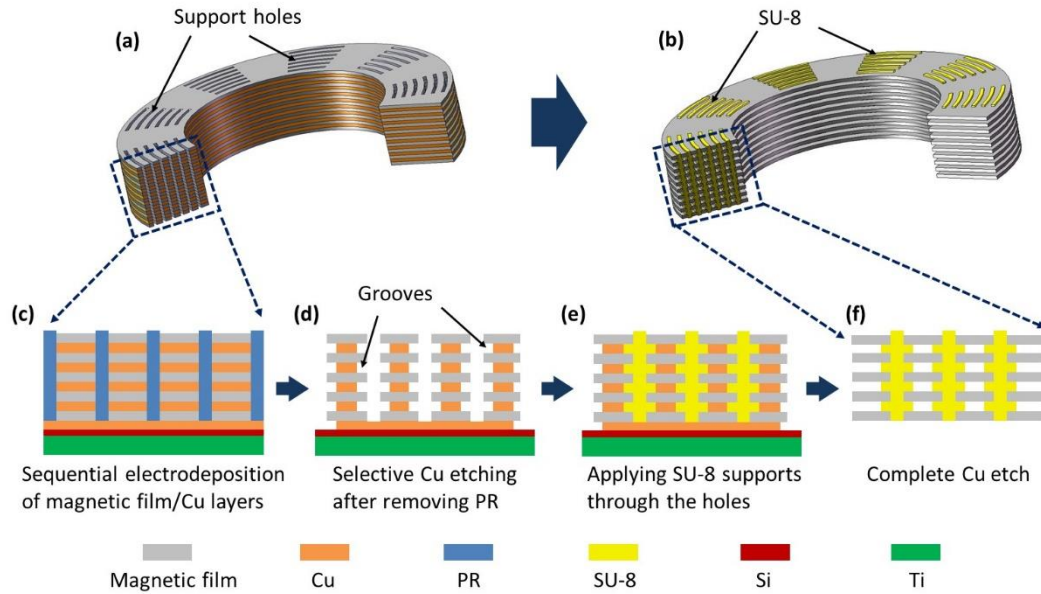 Support holes
(a)
SU-8
(b)
(c)
Grooves
(d)
(e)
(f)
Sequential electrodeposition
of magnetic film/Cu layers
Selective Cu etching
after removing PR
Applying SU-8 supports
through the holes
Complete Cu etch
Magnetic film
Cu
PR
SU-8
Si
Ti